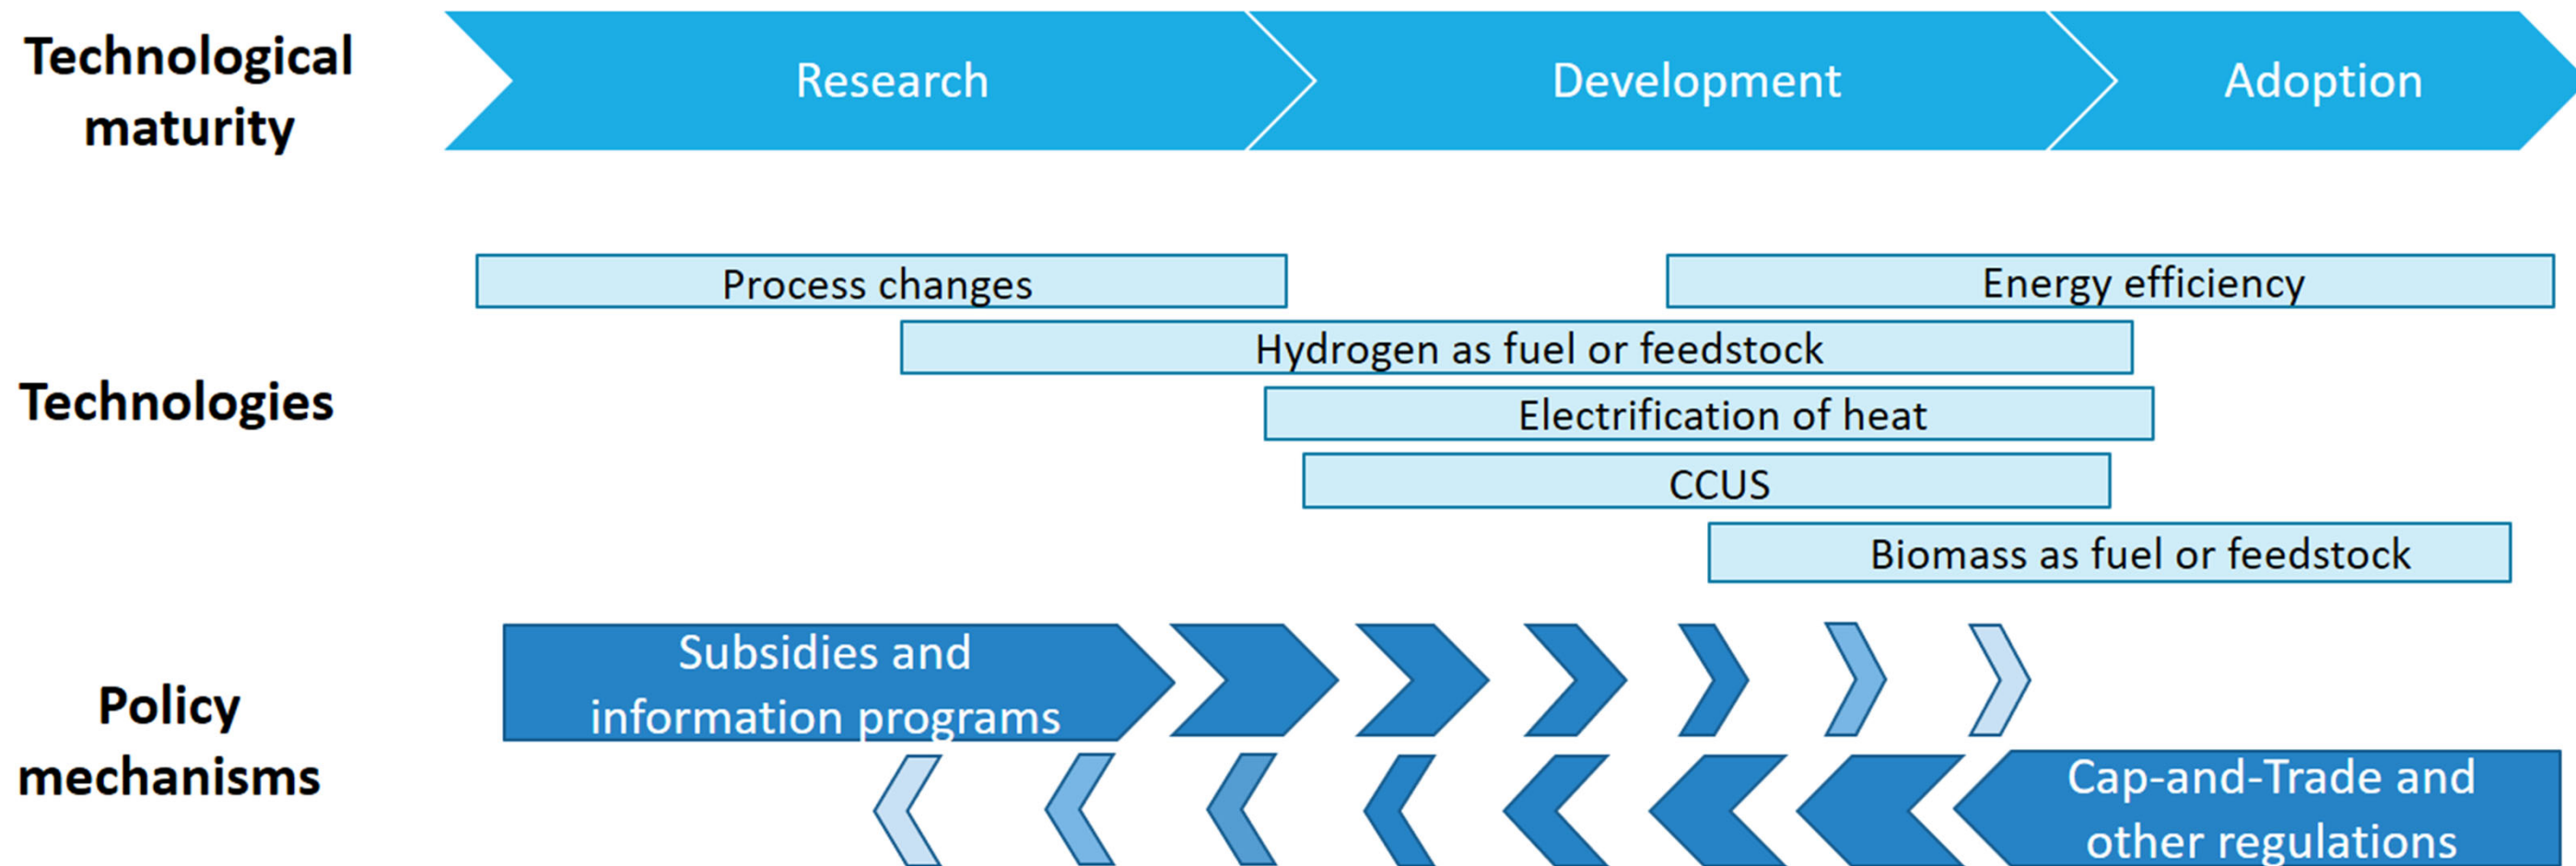 Technological
maturity
Research
Development
Adoption
Process changes
Energy efficiency
Hydrogen as fuel or feedstock
Technologies
Electrification of heat
CCUS
Biomass as fuel or feedstock
Policy
mechanisms
Subsidies and
information programs
Cap-and-Trade and
other regulations